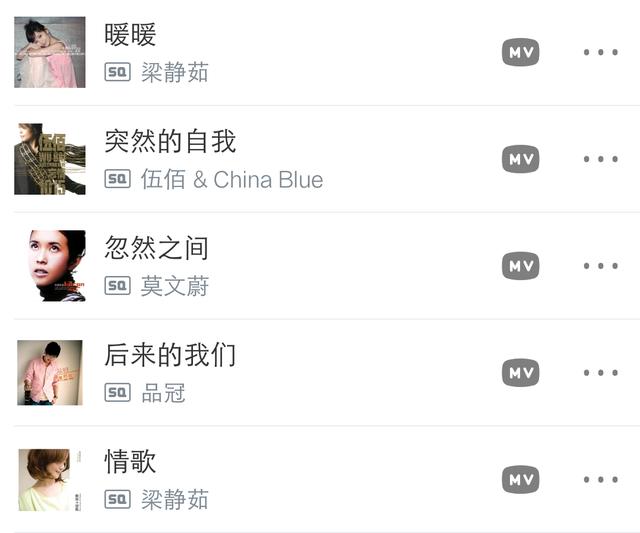 暖暖
MV
SQ 梁静茹
突然的自我
MV
SQ 伍佰 & China Blue
忽然之间
MV
SQ 莫文蔚
后来的我们
MV
SQ 品冠
情歌
MV
SQ 梁静茹